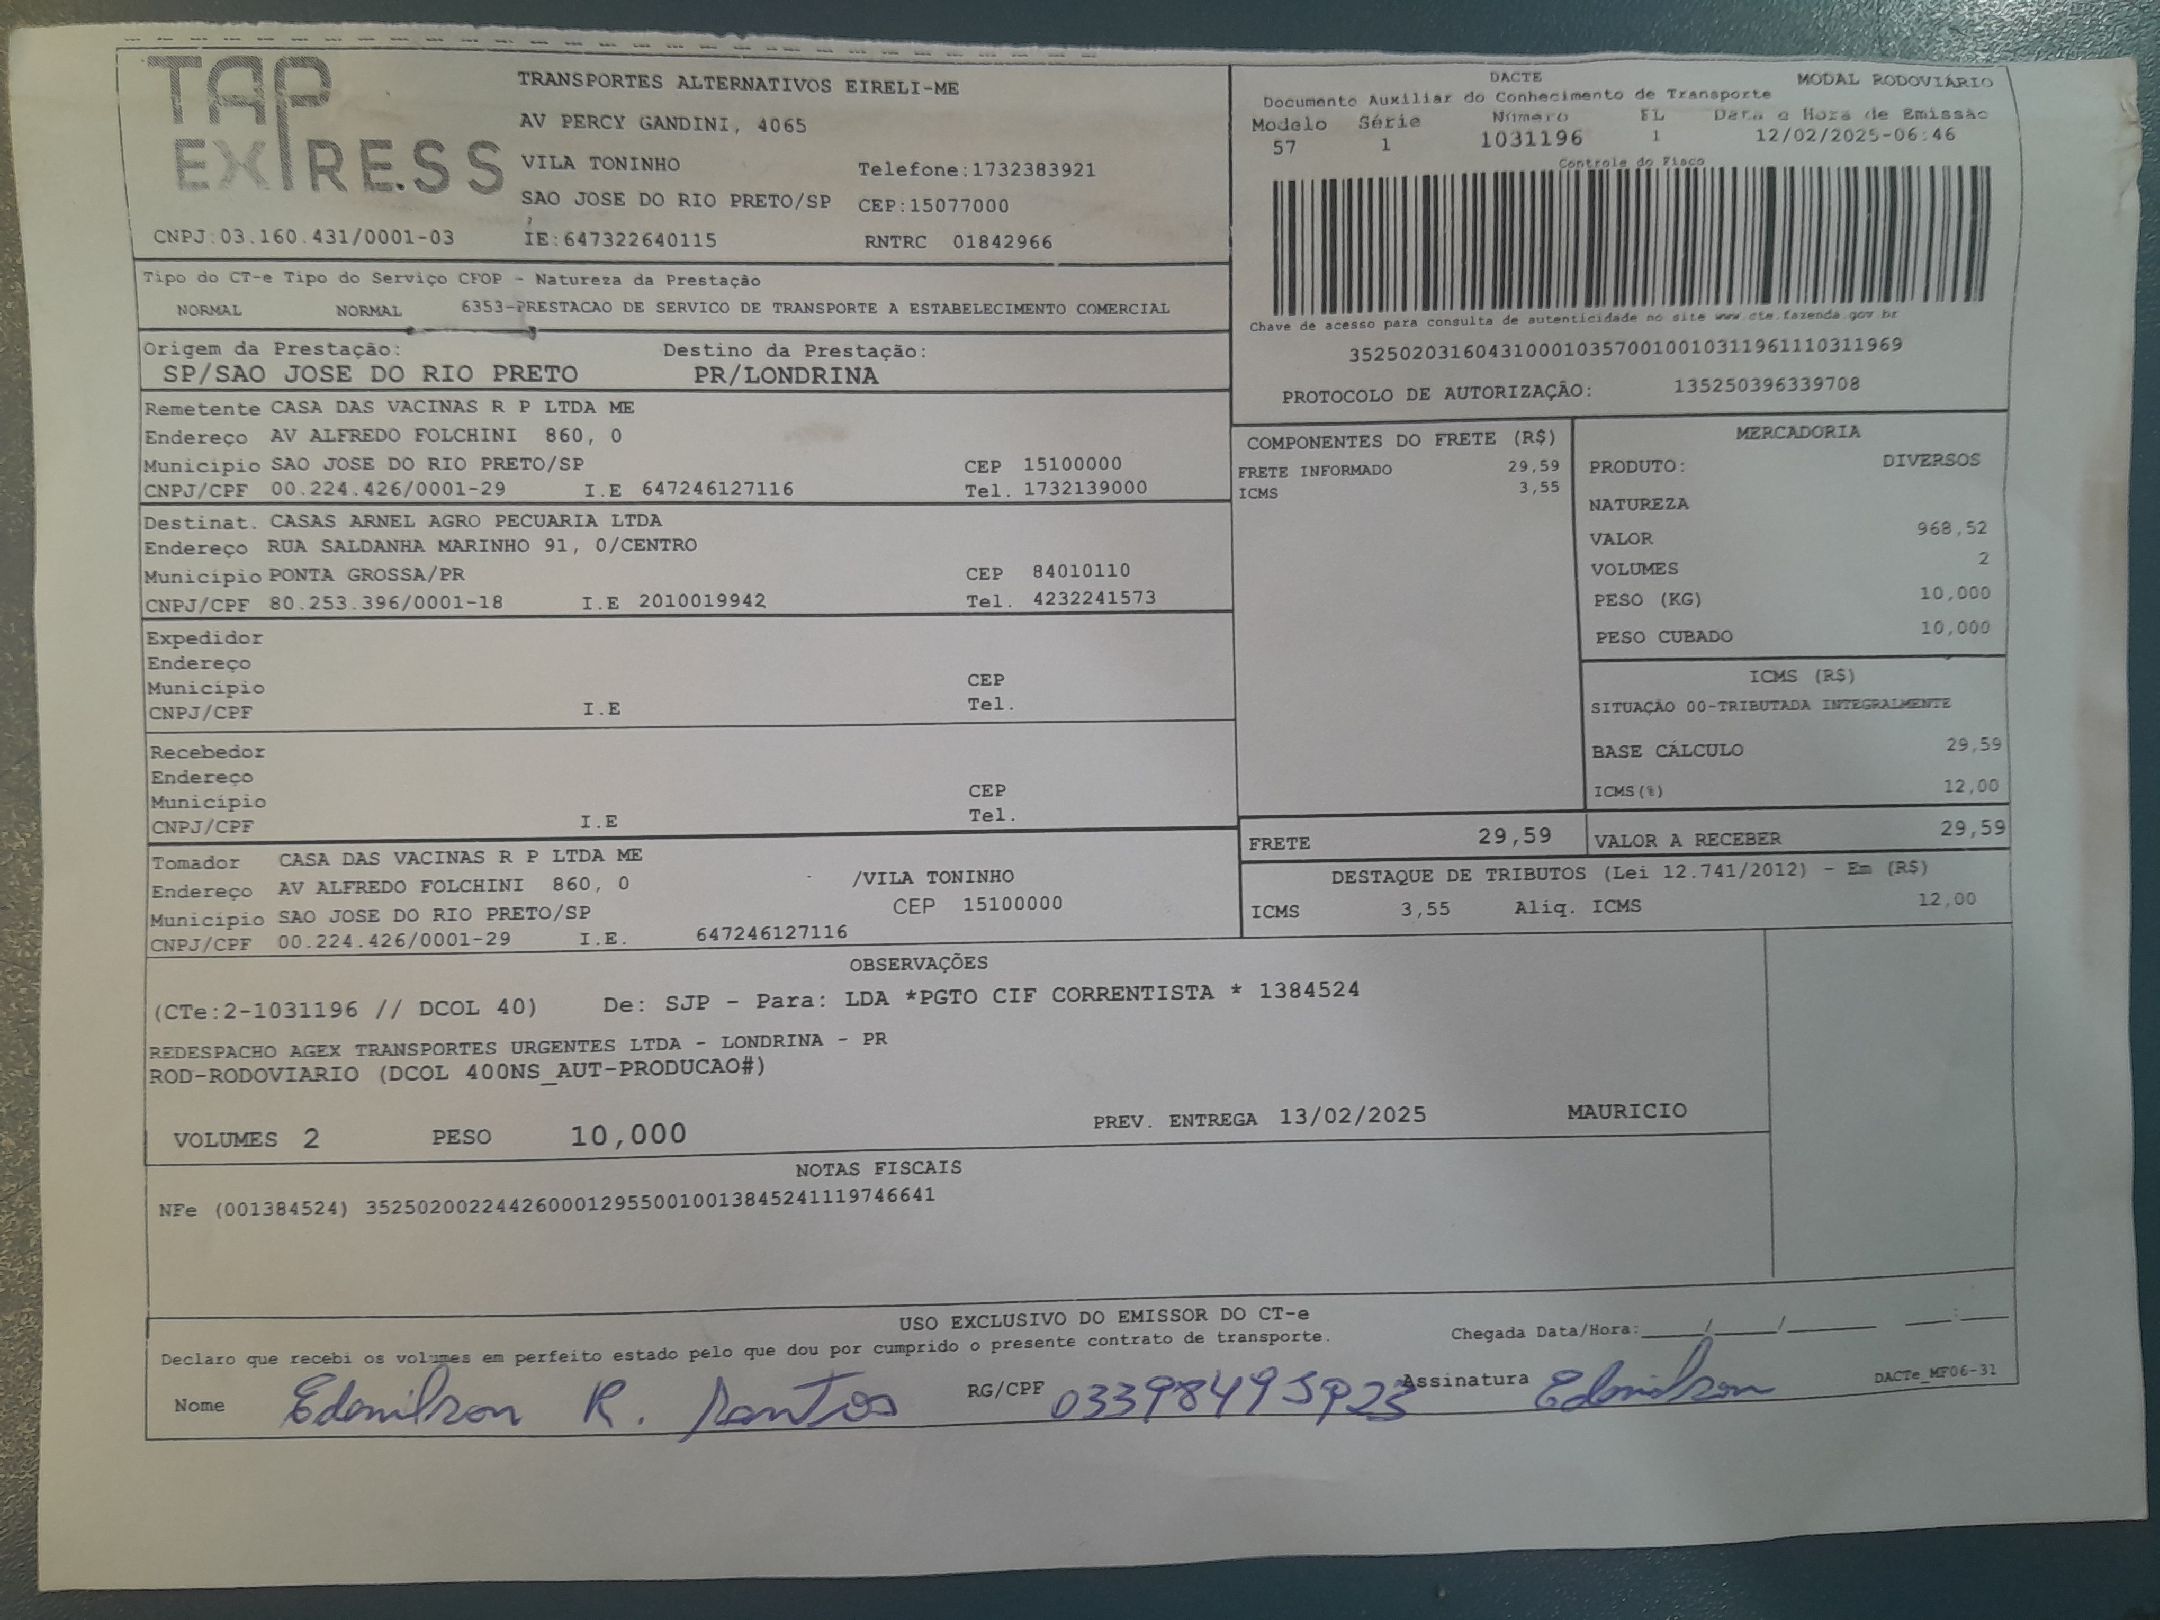 TAP EXPRESS
TRANSPORTES ALTERNATIVOS EIRELI-ME
AV PERCY GANDINI, 4065
VILA TONINHO Telefone:1732383921
SAO JOSE DO RIO PRETO/SP CEP:15077000
CNPJ:03.160.431/0001-03 IE:647322640115 RNTRC 01842966
DACTE MODAL RODOVIÁRIO
Documento Auxiliar do Conhecimento de Transporte
Modelo Série Número FL Data e Hora de Emissão
57 1 1031196 1 12/02/2025-06:46
Controle do Fisco
Chave de acesso para consulta de autenticidade no site www.cte.fazenda.gov.br
35250203160431000103570010010311961110311969
PROTOCOLO DE AUTORIZAÇÃO: 135250396339708
Tipo do CT-e Tipo do Serviço CFOP - Natureza da Prestação
NORMAL NORMAL 6353-PRESTACAO DE SERVICO DE TRANSPORTE A ESTABELECIMENTO COMERCIAL
Origem da Prestação: Destino da Prestação:
SP/SAO JOSE DO RIO PRETO PR/LONDRINA
Remetente CASA DAS VACINAS R P LTDA ME
Endereço AV ALFREDO FOLCHINI 860, 0
Município SAO JOSE DO RIO PRETO/SP CEP 15100000
CNPJ/CPF 00.224.426/0001-29 I.E 647246127116 Tel. 1732139000
Destinat. CASAS ARNEL AGRO PECUARIA LTDA
Endereço RUA SALDANHA MARINHO 91, 0/CENTRO
Município PONTA GROSSA/PR CEP 84010110
CNPJ/CPF 80.253.396/0001-18 I.E 2010019942 Tel. 4232241573
Expedidor
Endereço
Município CEP
CNPJ/CPF I.E Tel.
Recebedor
Endereço
Município CEP
CNPJ/CPF I.E Tel.
Tomador CASA DAS VACINAS R P LTDA ME
Endereço AV ALFREDO FOLCHINI 860, 0 /VILA TONINHO
Município SAO JOSE DO RIO PRETO/SP CEP 15100000
CNPJ/CPF 00.224.426/0001-29 I.E. 647246127116
COMPONENTES DO FRETE (R$)
FRETE INFORMADO 29,59
ICMS 3,55
MERCADORIA
PRODUTO: DIVERSOS
NATUREZA
VALOR 968,52
VOLUMES 2
PESO (KG) 10,000
PESO CUBADO 10,000
ICMS (R$)
SITUAÇÃO 00-TRIBUTADA INTEGRALMENTE
BASE CÁLCULO 29,59
ICMS(%) 12,00
FRETE 29,59 VALOR A RECEBER 29,59
DESTAQUE DE TRIBUTOS (Lei 12.741/2012) - Em (R$)
ICMS 3,55 Aliq. ICMS 12,00
OBSERVAÇÕES
(CTe:2-1031196 // DCOL 40) De: SJP - Para: LDA *PGTO CIF CORRENTISTA * 1384524
REDESPACHO AGEX TRANSPORTES URGENTES LTDA - LONDRINA - PR
ROD-RODOVIARIO (DCOL 400NS_AUT-PRODUCAO#)
VOLUMES 2 PESO 10,000 PREV. ENTREGA 13/02/2025 MAURICIO
NOTAS FISCAIS
NFe (001384524) 35250200224426000129550010013845241119746641
USO EXCLUSIVO DO EMISSOR DO CT-e
Declaro que recebi os volumes em perfeito estado pelo que dou por cumprido o presente contrato de transporte. Chegada Data/Hora:____/____/______ ___:___
Nome Edenilson R. Santos RG/CPF Assinatura Edenilson DACTe_MF06-31